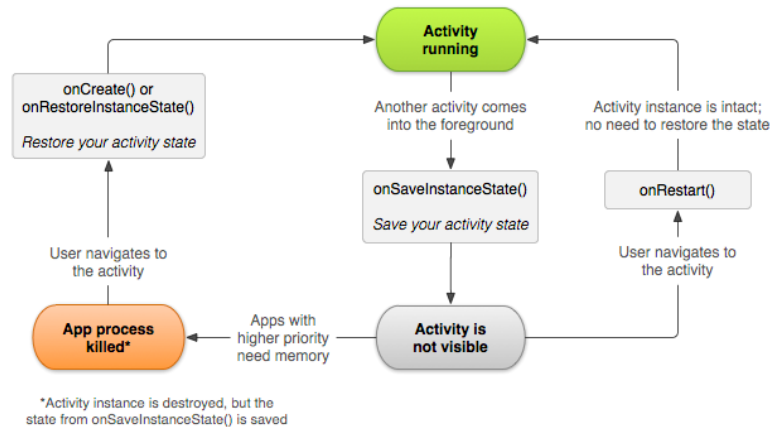 Activity
running
onCreate() or
onRestoreInstanceState()
Restore your activity state
Another activity comes
into the foreground
Activity instance is intact;
no need to restore the state
onSaveInstanceState()
Save your activity state
onRestart()
User navigates to
the activity
User navigates to
the activity
App process
killed*
Apps with
higher priority
need memory
Activity is
not visible
*Activity instance is destroyed, but the
state from onSaveInstanceState() is saved